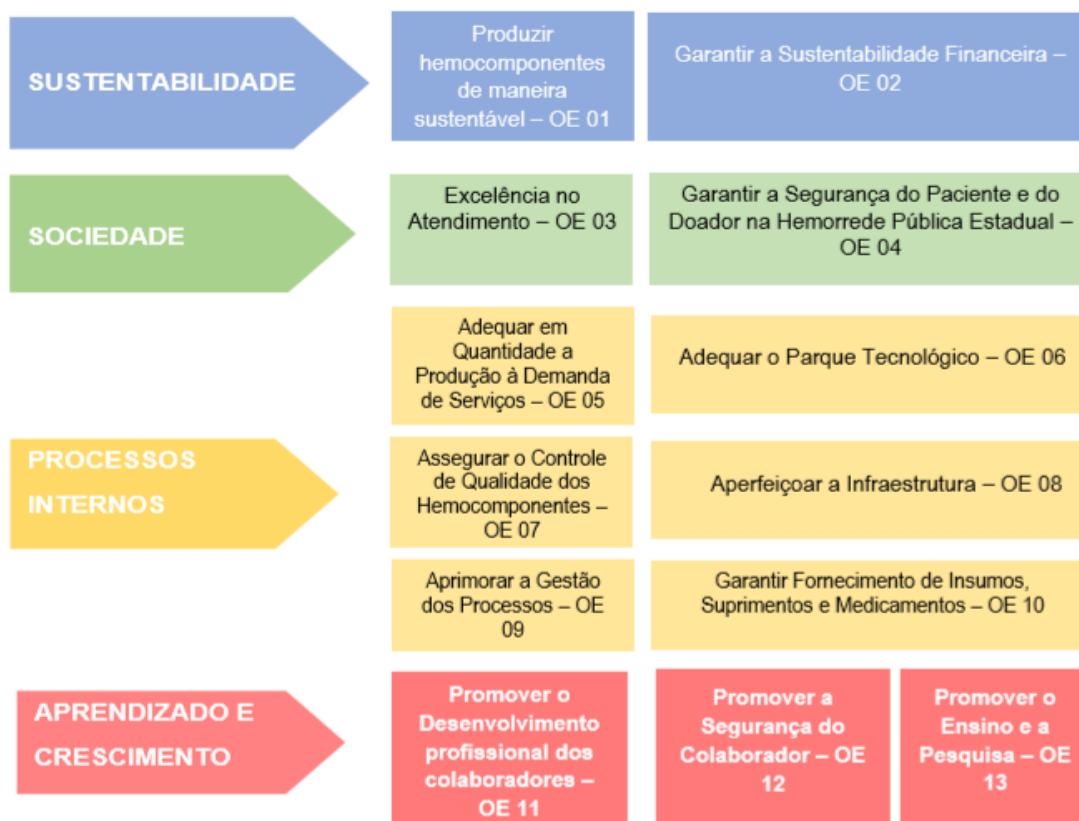 SUSTENTABILIDADE
Produzir
hemocomponentes
de maneira
sustentável – OE 01
Garantir a Sustentabilidade Financeira –
OE 02
SOCIEDADE
Excelência no
Atendimento – OE 03
Garantir a Segurança do Paciente e do
Doador na Hemorrede Pública Estadual –
OE 04
PROCESSOS
INTERNOS
Adequar em
Quantidade a
Produção à Demanda
de Serviços – OE 05
Adequar o Parque Tecnológico – OE 06
Assegurar o Controle
de Qualidade dos
Hemocomponentes –
OE 07
Aperfeiçoar a Infraestrutura – OE 08
Aprimorar a Gestão
dos Processos – OE
09
Garantir Fornecimento de Insumos,
Suprimentos e Medicamentos – OE 10
APRENDIZADO E
CRESCIMENTO
Promover o
Desenvolvimento
profissional dos
colaboradores –
OE 11
Promover a
Segurança do
Colaborador – OE
12
Promover o
Ensino e a
Pesquisa – OE
13